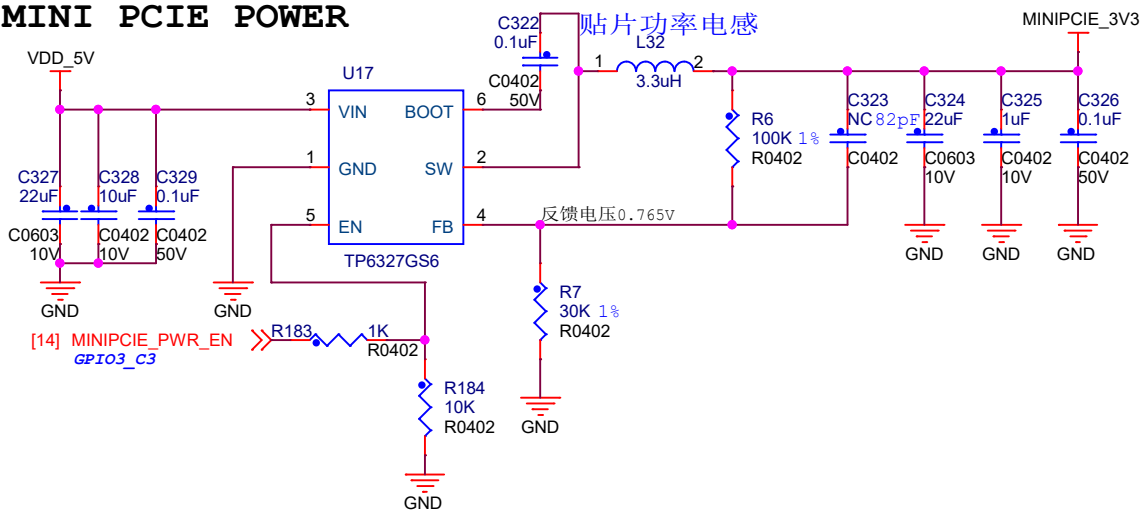 MINI PCIE POWER
贴片功率电感
MINIPCIE_3V3
VDD_5V
C322
0.1uF
C0402
50V
L32
1
2
3.3uH
U17
3
VIN
BOOT
6
1
GND
SW
2
5
EN
FB
4
TP6327GS6
反馈电压0.765V
C327
22uF
C0603
10V
C328
10uF
C0402
10V
C329
0.1uF
C0402
50V
GND
GND
R6
100K 1%
R0402
C323
NC 82pF
C0402
C324
22uF
C0603
10V
C325
1uF
C0402
10V
C326
0.1uF
C0402
50V
GND
GND
GND
R7
30K 1%
R0402
GND
[14] MINIPCIE_PWR_EN
GPIO3_C3
R183
1K
R0402
R184
10K
R0402
GND